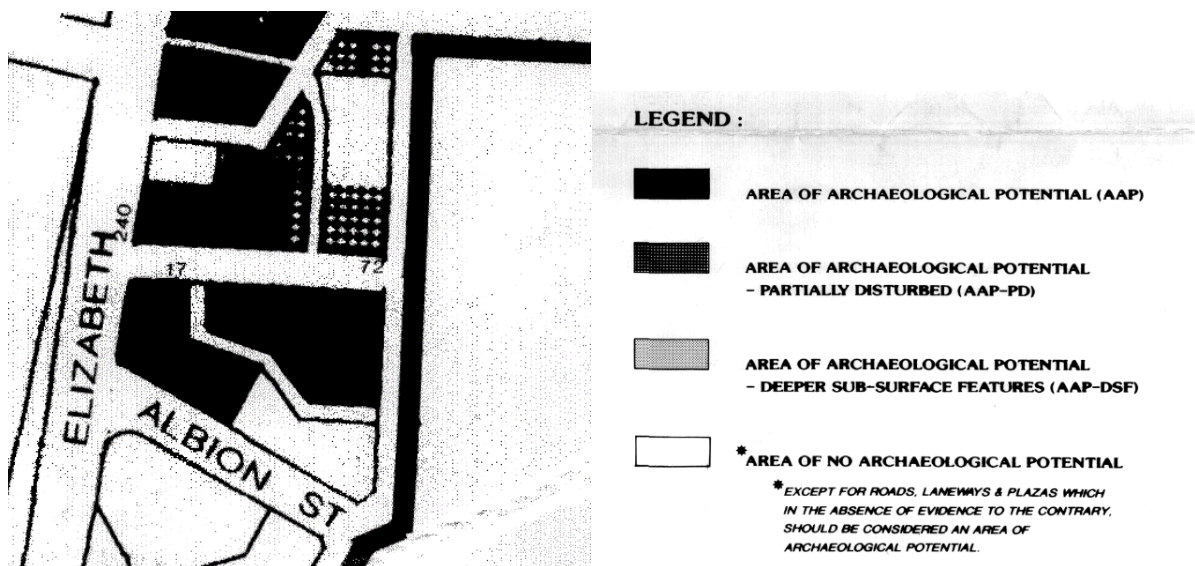 240
ELIZABETH
17
72
ALBION ST
LEGEND :
AREA OF ARCHAEOLOGICAL POTENTIAL (AAP)
AREA OF ARCHAEOLOGICAL POTENTIAL
- PARTIALLY DISTURBED (AAP-PD)
AREA OF ARCHAEOLOGICAL POTENTIAL
- DEEPER SUB-SURFACE FEATURES (AAP-DSF)
*AREA OF NO ARCHAEOLOGICAL POTENTIAL
*EXCEPT FOR ROADS, LANEWAYS & PLAZAS WHICH
IN THE ABSENCE OF EVIDENCE TO THE CONTRARY,
SHOULD BE CONSIDERED AN AREA OF
ARCHAEOLOGICAL POTENTIAL.